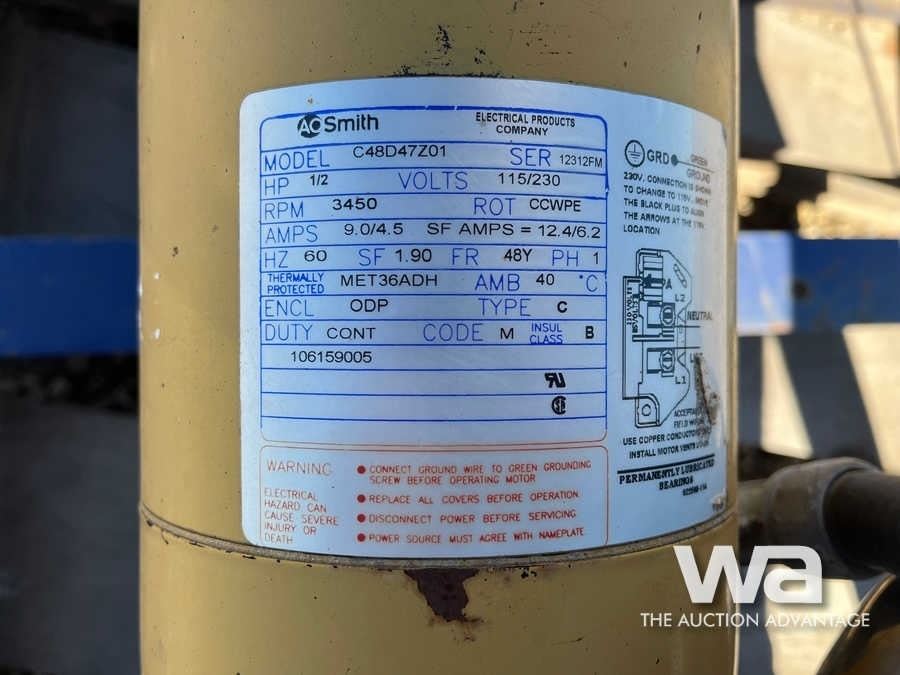 AO Smith
ELECTRICAL PRODUCTS
COMPANY
MODEL C48D47Z01 SER 12312FM
HP 1/2 VOLTS 115/230
RPM 3450 ROT CCWPE
AMPS 9.0/4.5 SF AMPS = 12.4/6.2
HZ 60 SF 1.90 FR 48Y PH 1
THERMALLY PROTECTED MET36ADH AMB 40 °C
ENCL ODP TYPE C
DUTY CONT CODE M INSUL CLASS B
106159005
WARNING
ELECTRICAL
HAZARD CAN
CAUSE SEVERE
INJURY OR
DEATH
● CONNECT GROUND WIRE TO GREEN GROUNDING
SCREW BEFORE OPERATING MOTOR
● REPLACE ALL COVERS BEFORE OPERATION
● DISCONNECT POWER BEFORE SERVICING
● POWER SOURCE MUST AGREE WITH NAMEPLATE
GRD GREEN
GROUND
230V. CONNECTION IS SHOWN
TO CHANGE TO 115V. MOVE
THE BLACK PLUG TO ALIGN
THE ARROWS AT THE 115V.
LOCATION
L2
NEUTRAL
L1
USE COPPER CONDUCTORS
INSTALL MOTOR VENTS
PERMANENTLY LUBRICATED
BEARINGS
wa
THE AUCTION ADVANTAGE